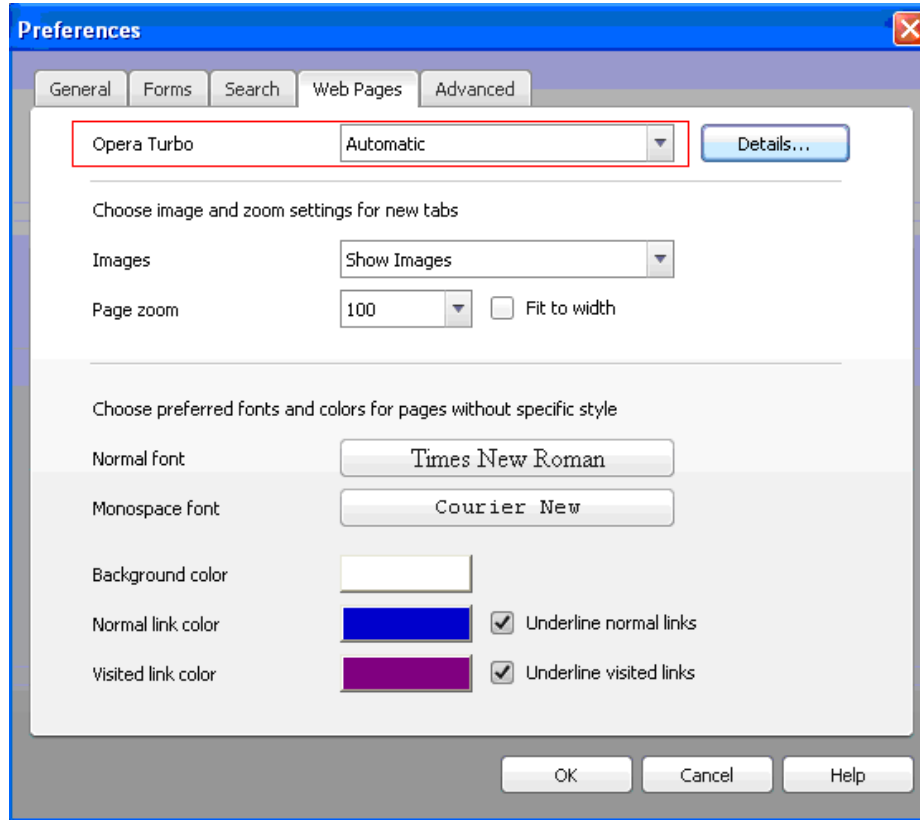 Preferences
General Forms Search Web Pages Advanced
Opera Turbo Automatic Details...
Choose image and zoom settings for new tabs
Images Show Images
Page zoom 100 Fit to width
Choose preferred fonts and colors for pages without specific style
Normal font Times New Roman
Monospace font Courier New
Background color
Normal link color Underline normal links
Visited link color Underline visited links
OK Cancel Help